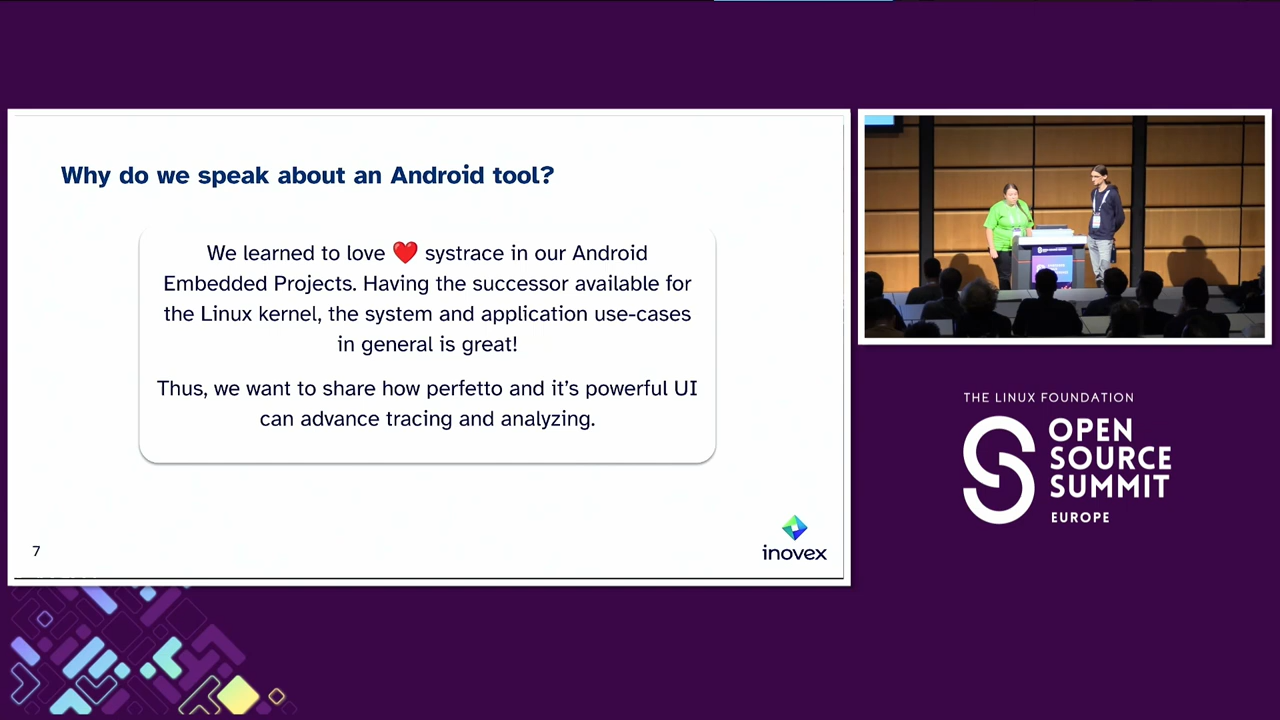 Why do we speak about an Android tool?
We learned to love ❤️ systrace in our Android
Embedded Projects. Having the successor available for
the Linux kernel, the system and application use-cases
in general is great!
Thus, we want to share how perfetto and it's powerful UI
can advance tracing and analyzing.
7
inovex
THE LINUX FOUNDATION
OPEN
SOURCE
SUMMIT
EUROPE